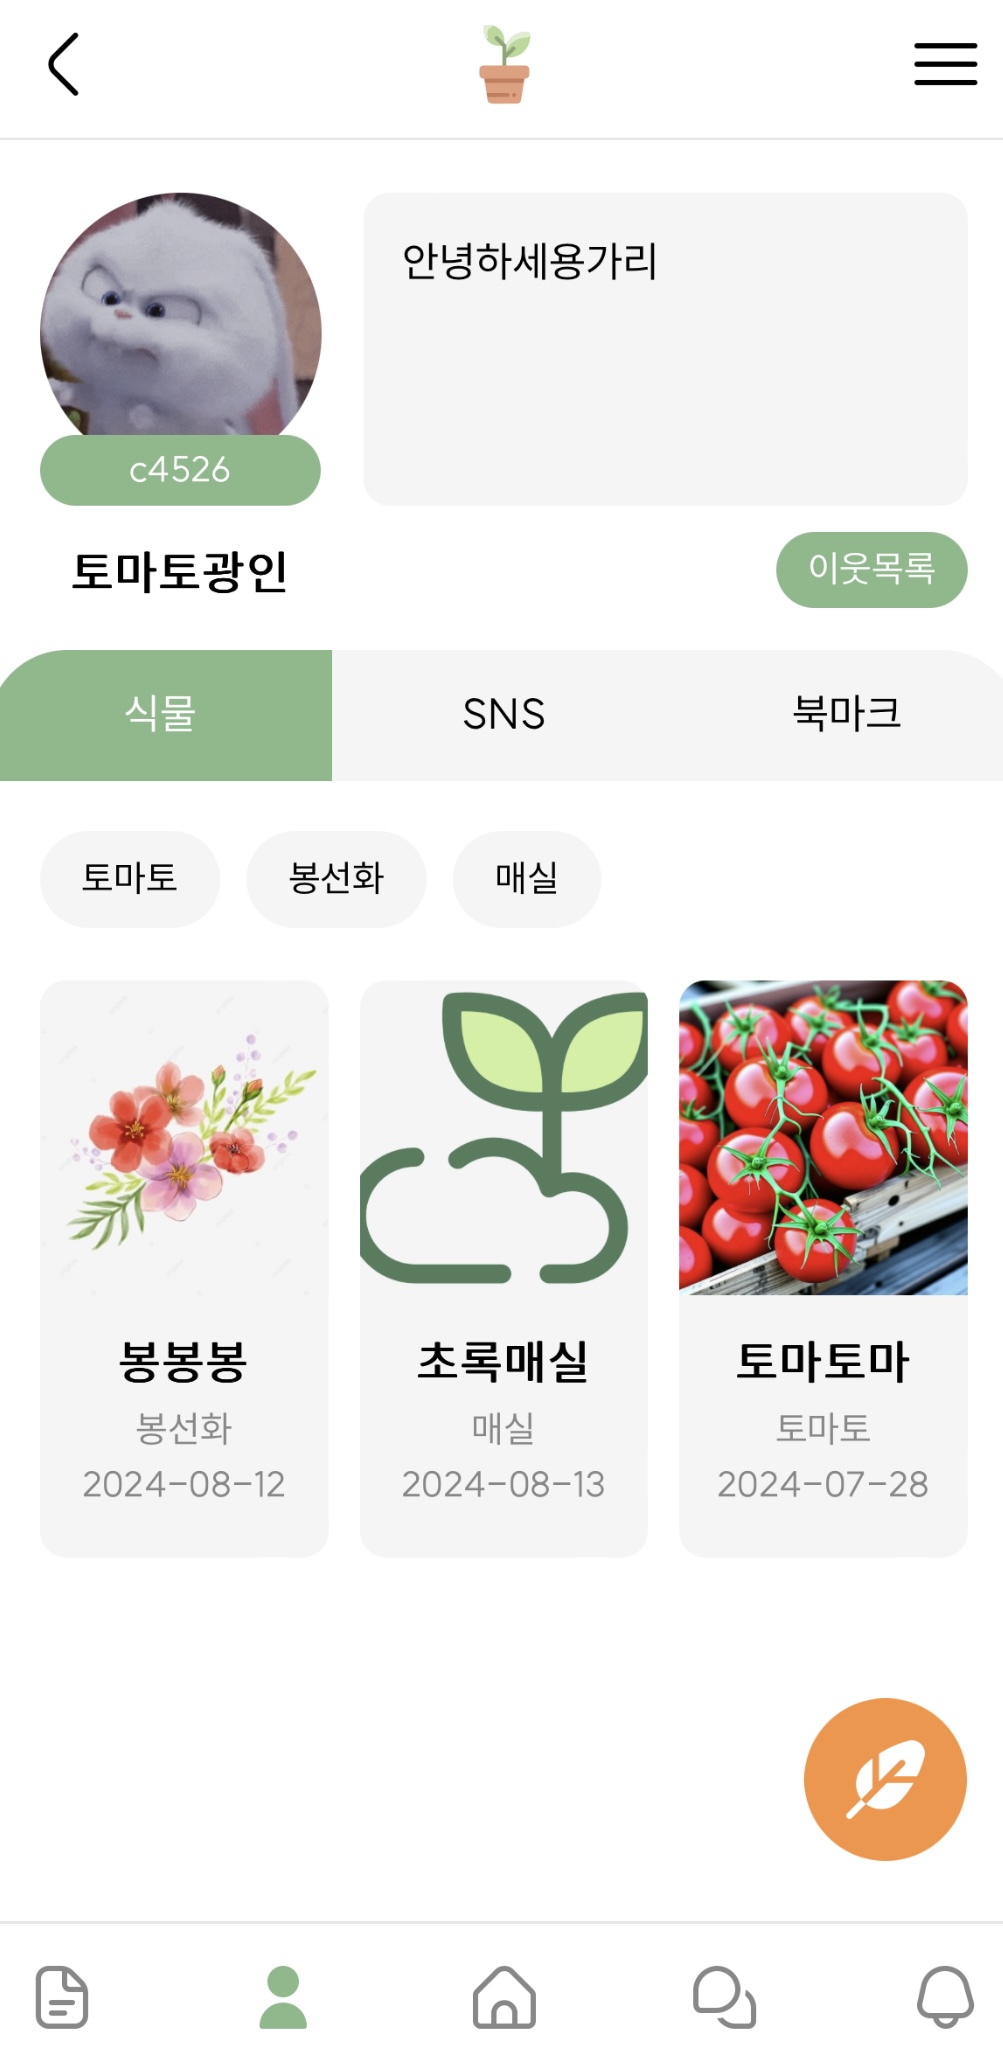 안녕하세용가리
c4526
토마토광인
이웃목록
식물 SNS 북마크
토마토 봉선화 매실
봉봉봉 초록매실 토마토마
봉선화 매실 토마토
2024-08-12 2024-08-13 2024-07-28